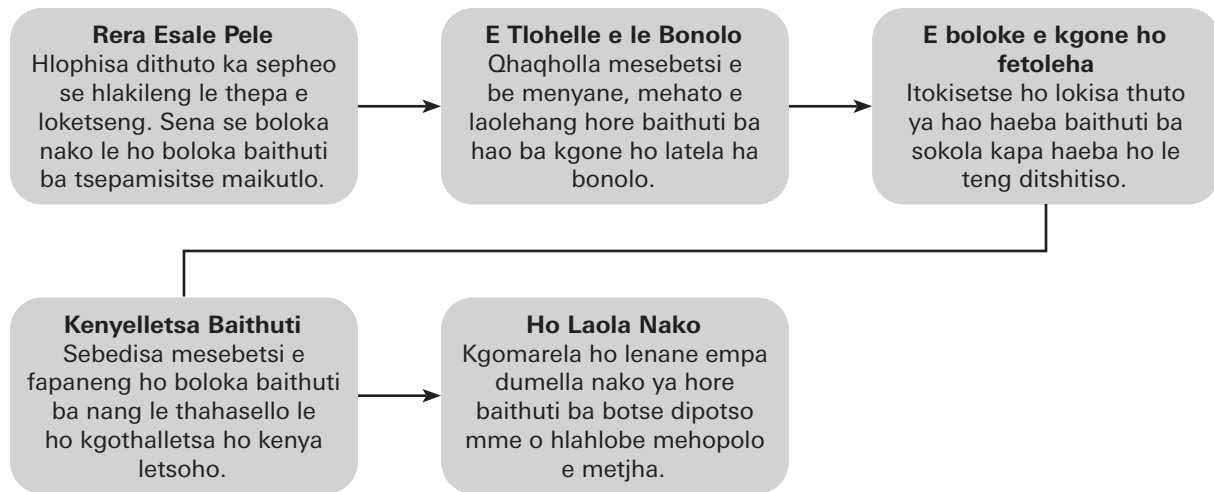 Rera Esale Pele
Hlophisa dithuto ka sepheo
se hlakileng le thepa e
loketseng. Sena se boloka
nako le ho boloka baithuti
ba tsepamisitse maikutlo.
E Tlohelle e le Bonolo
Qhaqholla mesebetsi e
be menyane, mehato e
laolehang hore baithuti ba
hao ba kgone ho latela ha
bonolo.
E boloke e kgone ho
fetoleha
Itokisetse ho lokisa thuto
ya hao haeba baithuti ba
sokola kapa haeba ho le
teng ditshitiso.
Kenyelletsa Baithuti
Sebedisa mesebetsi e
fapaneng ho boloka baithuti
ba nang le thahasello le
ho kgothalletsa ho kenya
letsoho.
Ho Laola Nako
Kgomarela ho lenane empa
dumella nako ya hore
baithuti ba botse dipotso
mme o hlahlobe mehopolo
e metjha.